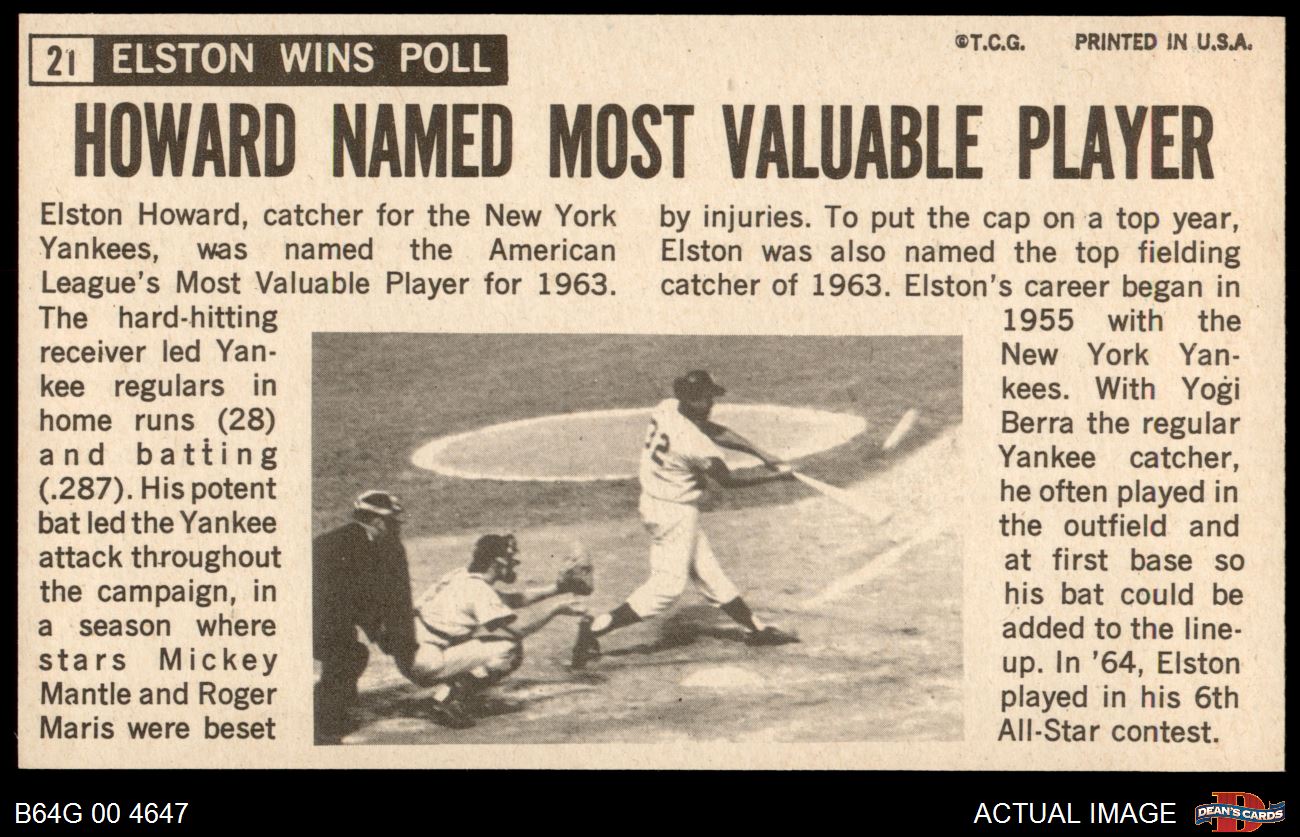 21 ELSTON WINS POLL
©T.C.G. PRINTED IN U.S.A.
HOWARD NAMED MOST VALUABLE PLAYER
Elston Howard, catcher for the New York
Yankees, was named the American
League's Most Valuable Player for 1963.
The hard-hitting
receiver led Yan-
kee regulars in
home runs (28)
and batting
(.287). His potent
bat led the Yankee
attack throughout
the campaign, in
a season where
stars Mickey
Mantle and Roger
Maris were beset
by injuries. To put the cap on a top year,
Elston was also named the top fielding
catcher of 1963. Elston's career began in
1955 with the
New York Yan-
kees. With Yogi
Berra the regular
Yankee catcher,
he often played in
the outfield and
at first base so
his bat could be
added to the line-
up. In '64, Elston
played in his 6th
All-Star contest.
32
B64G 00 4647
ACTUAL IMAGE
DEAN'S CARDS